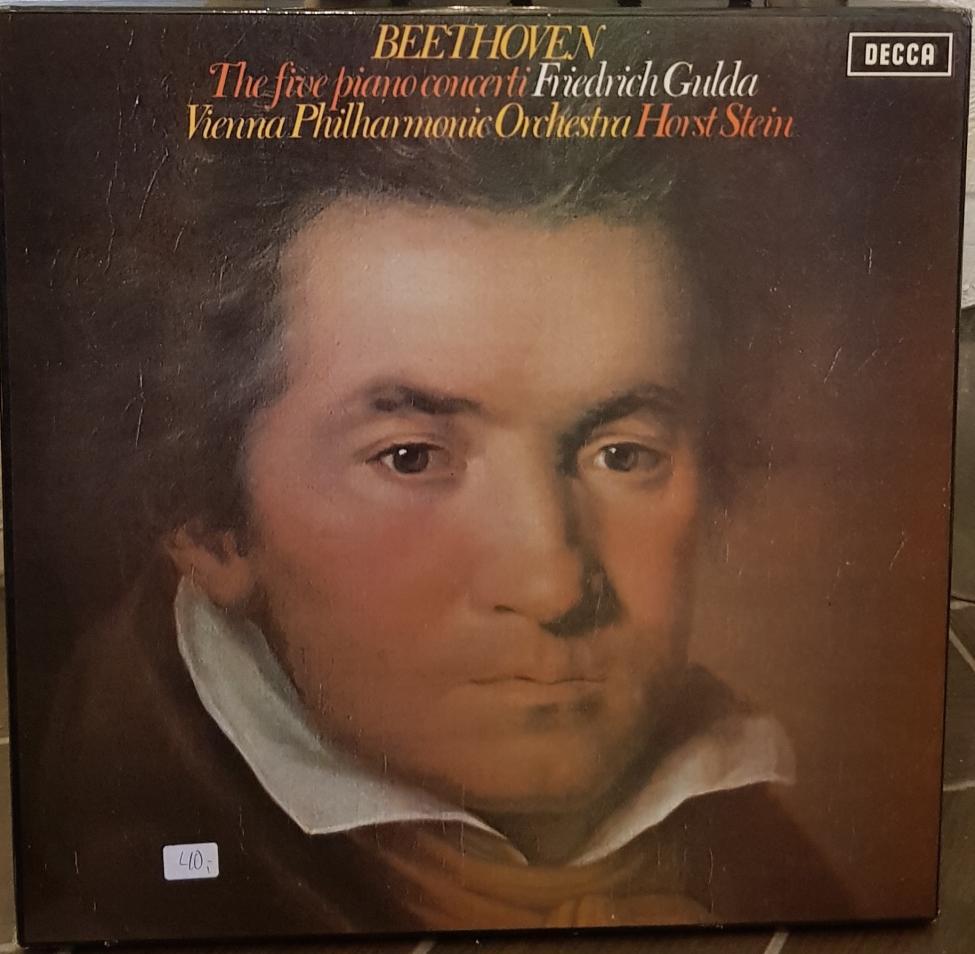 BEETHOVEN
DECCA
The five piano concerti Friedrich Gulda
Vienna Philharmonic Orchestra Horst Stein
40,-